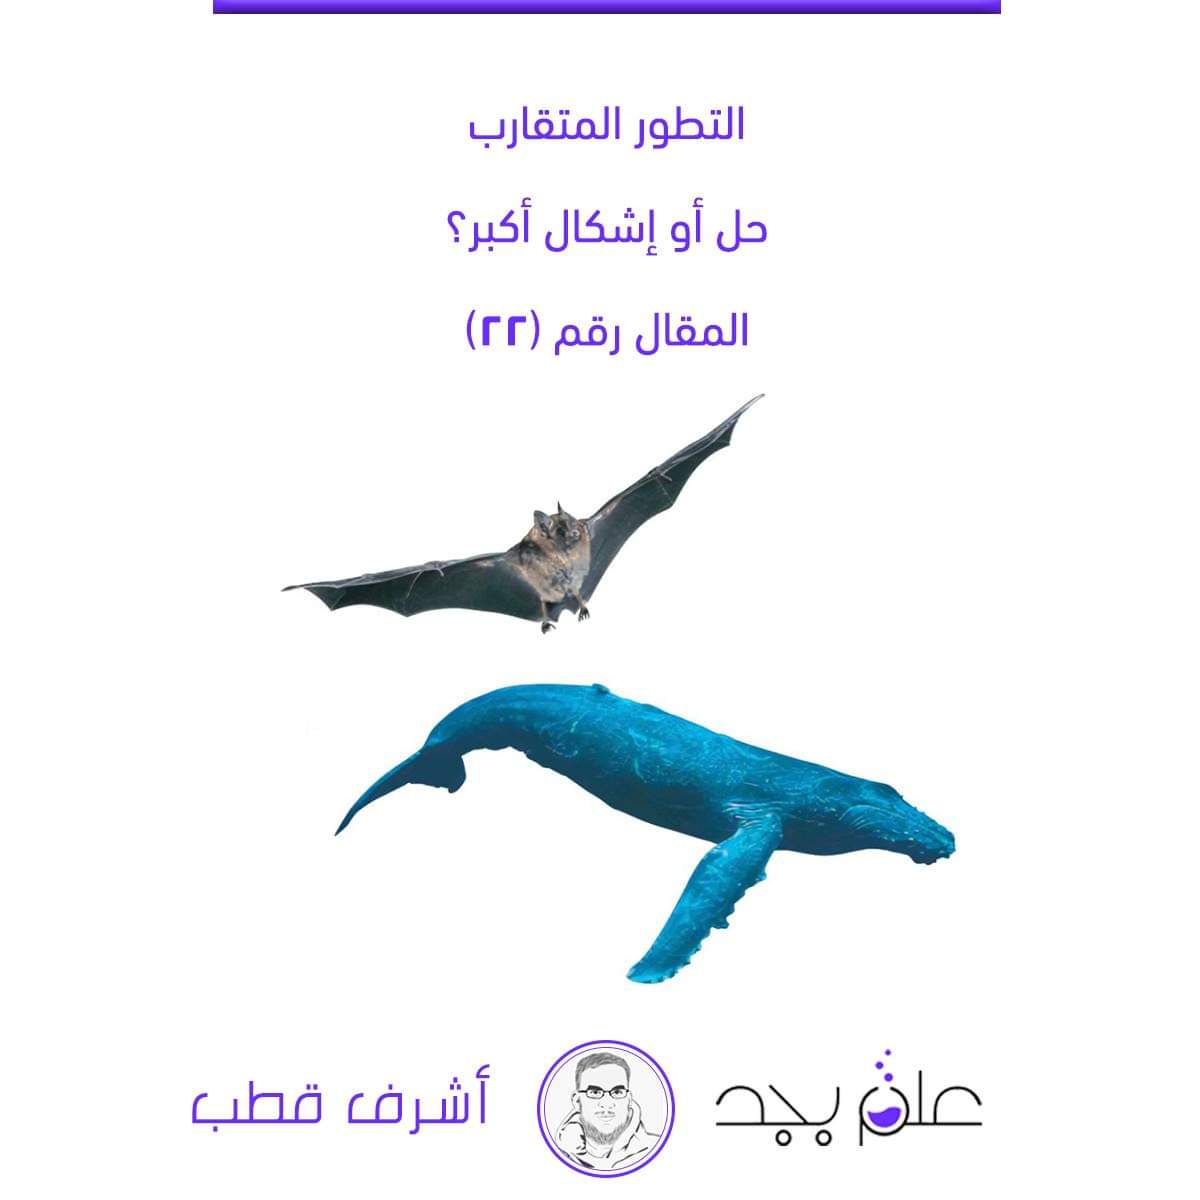 التطور المتقارب
حل أو إشكال أكبر؟
المقال رقم (٢٢)
علم بجد
أشرف قطب